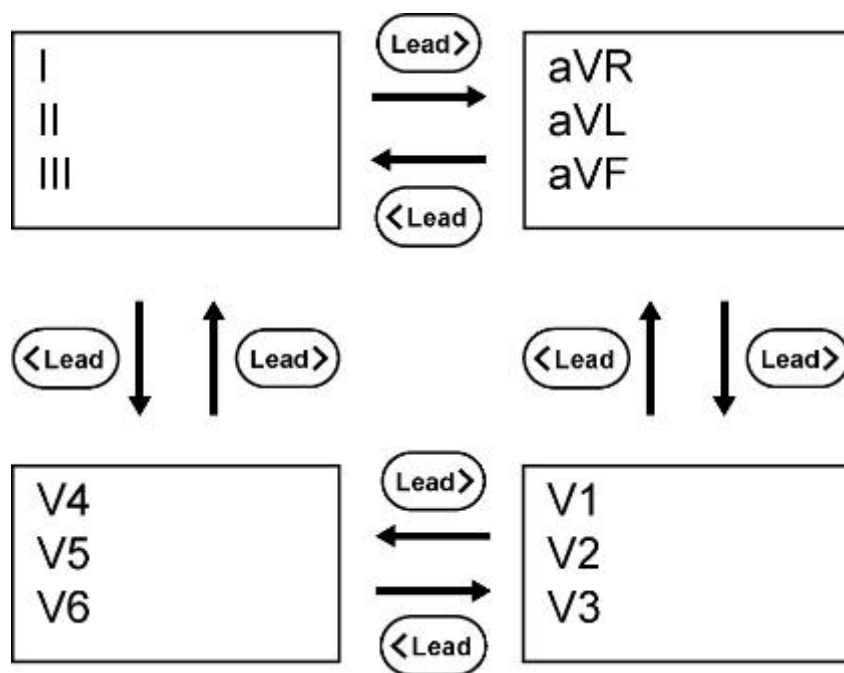 Lead>
I
II
III
aVR
aVL
aVF
<Lead
<Lead
Lead>
<Lead
Lead>
V4
V5
V6
Lead>
V1
V2
V3
<Lead